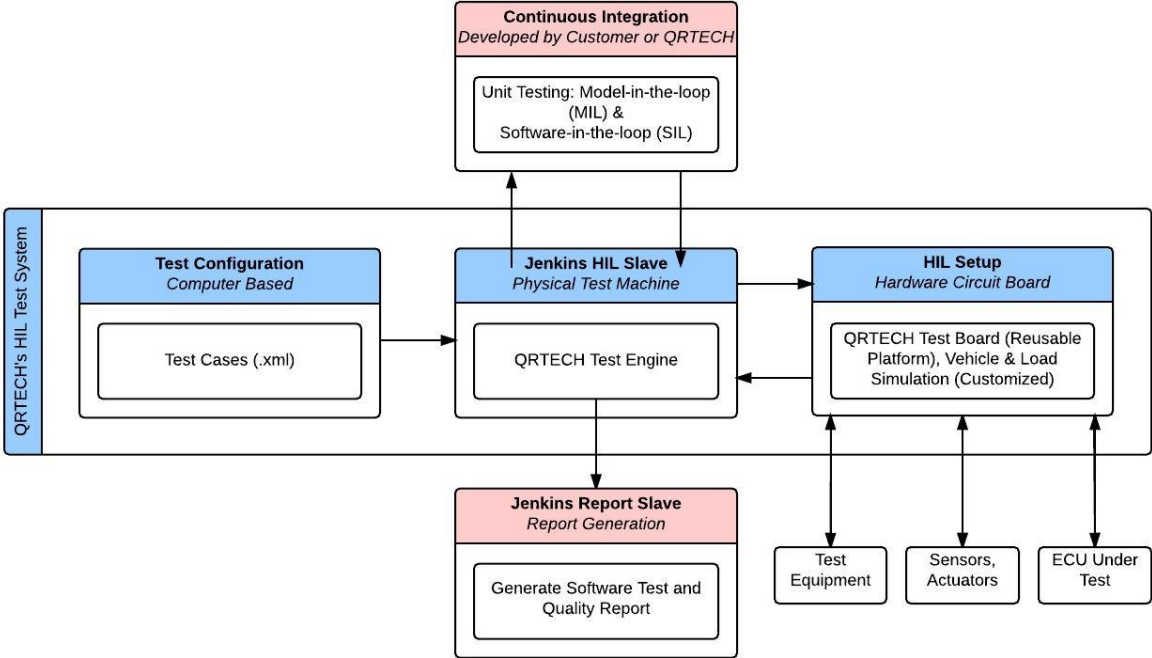 Continuous Integration
Developed by Customer or QRTECH
Unit Testing: Model-in-the-loop
(MIL) &
Software-in-the-loop (SIL)
QRTECH's HIL Test System
Test Configuration
Computer Based
Test Cases (.xml)
Jenkins HIL Slave
Physical Test Machine
QRTECH Test Engine
HIL Setup
Hardware Circuit Board
QRTECH Test Board (Reusable
Platform), Vehicle & Load
Simulation (Customized)
Jenkins Report Slave
Report Generation
Generate Software Test and
Quality Report
Test
Equipment
Sensors,
Actuators
ECU Under
Test